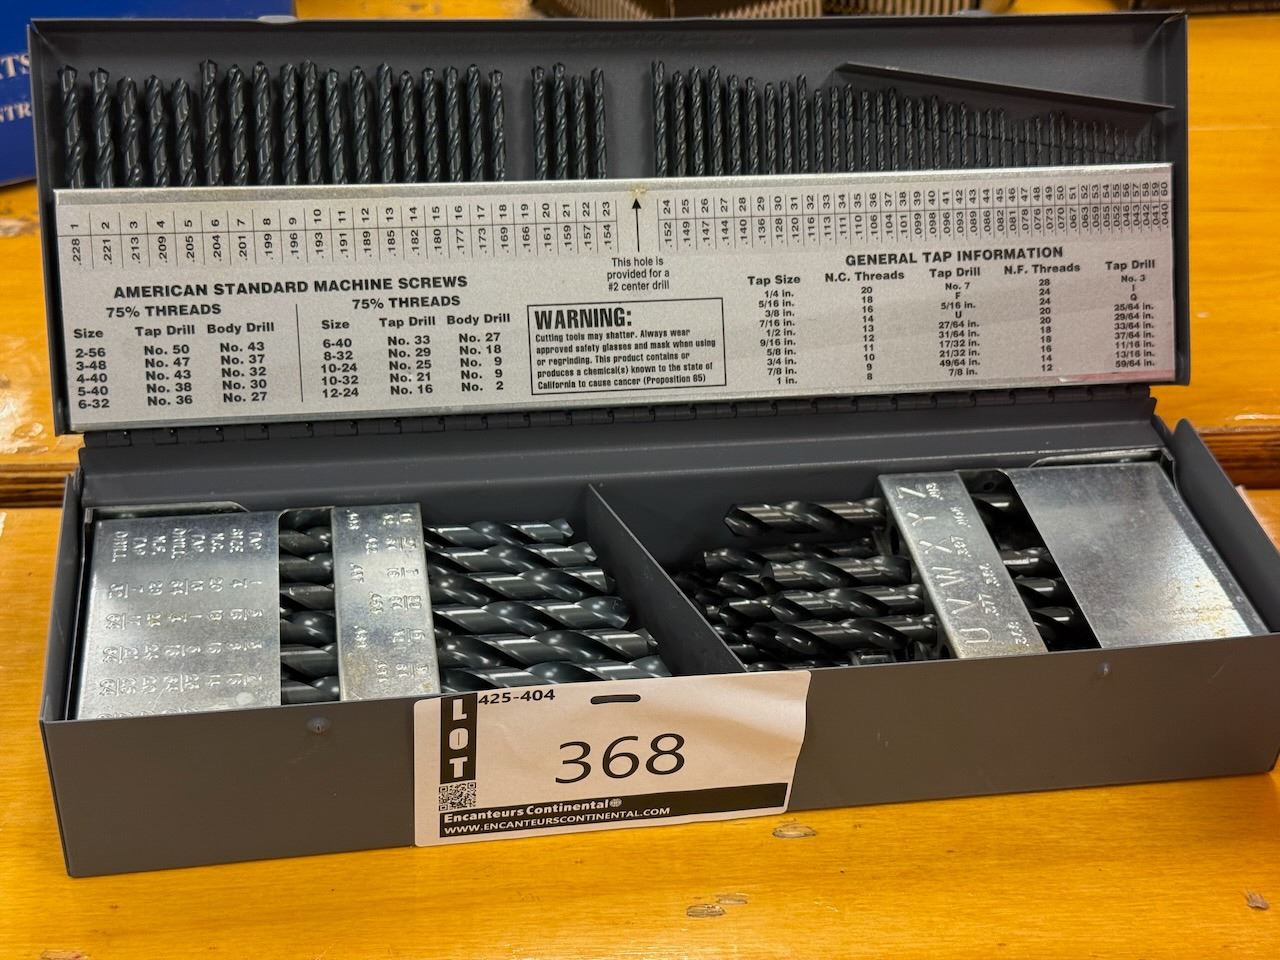 1 2 3 4 5 6 7 8 9 10 11 12 13 14 15 16 17 18 19 20 21 22 23
.228 .221 .213 .209 .205 .204 .201 .199 .196 .193 .191 .189 .185 .182 .180 .177 .173 .169 .166 .161 .159 .157 .154
24 25 26 27 28 29 30 31 32 33 34 35 36 37 38 39 40 41 42 43 44 45 46 47 48 49 50 51 52 53 54 55 56 57 58 59 60
.152 .149 .147 .144 .140 .136 .128 .120 .116 .113 .111 .110 .106 .104 .101 .099 .098 .096 .093 .089 .086 .082 .081 .078 .076 .073 .070 .067 .063 .055 .052 .046 .042 .041 .040
This hole is
provided for a
#2 center drill
AMERICAN STANDARD MACHINE SCREWS
75% THREADS
Size Tap Drill Body Drill
2-56 No. 50 No. 43
3-48 No. 47 No. 37
4-40 No. 43 No. 32
5-40 No. 38 No. 30
6-32 No. 36 No. 27
75% THREADS
Size Tap Drill Body Drill
6-40 No. 33 No. 27
8-32 No. 29 No. 18
10-24 No. 25 No. 9
10-32 No. 21 No. 9
12-24 No. 16 No. 2
WARNING:
Cutting tools may shatter. Always wear
approved safety glasses and mask when using
or regrinding. This product contains or
produces a chemical(s) known to the state of
California to cause cancer (Proposition 65)
GENERAL TAP INFORMATION
Tap Size N.C. Threads Tap Drill N.F. Threads Tap Drill
1/4 in. 20 No. 7 28 No. 3
5/16 in. 18 F 24 I
3/8 in. 16 5/16 in. 24 Q
7/16 in. 14 U 20 25/64 in.
1/2 in. 13 27/64 in. 20 29/64 in.
9/16 in. 12 31/64 in. 18 33/64 in.
5/8 in. 11 17/32 in. 18 37/64 in.
3/4 in. 10 21/32 in. 16 11/16 in.
7/8 in. 9 49/64 in. 14 13/16 in.
1 in. 8 7/8 in. 12 59/64 in.
U V W X Y Z
LOT
425-404
368
Encanteurs Continental
WWW.ENCANTEURSCONTINENTAL.COM